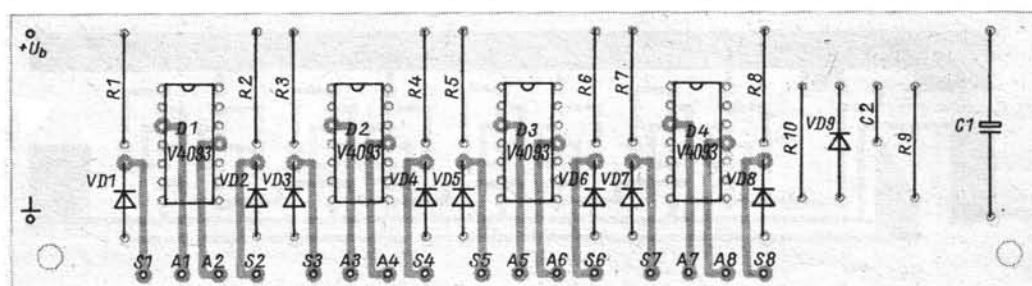 +U_b
R1
R2
R3
R4
R5
R6
R7
R8
R10
VD9
C2
R9
C1
D1
V4093
D2
V4093
D3
V4093
D4
V4093
VD1
VD2
VD3
VD4
VD5
VD6
VD7
VD8
S1
A1
A2
S2
S3
A3
A4
S4
S5
A5
A6
S6
S7
A7
A8
S8